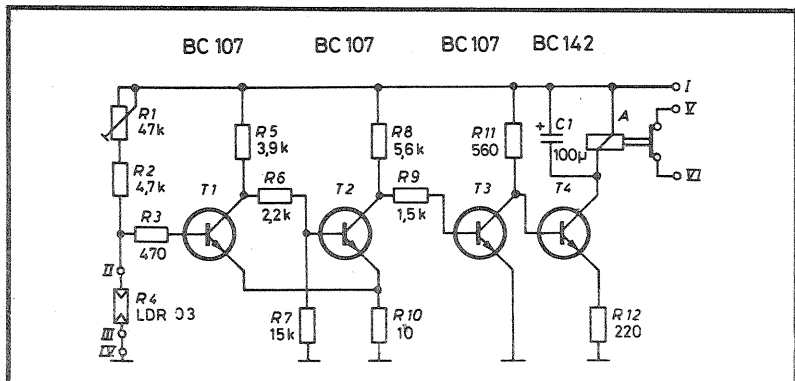 BC 107 BC 107 BC 107 BC 142
I
R1
47k
R2
4,7k
R3
470
II
R4
LDR 03
III
IV
R5
3,9k
R6
2,2k
T1
R7
15k
R8
5,6k
R9
1,5k
T2
R10
10
R11
560
T3
+ C1
100µ
A
V
VI
T4
R12
220